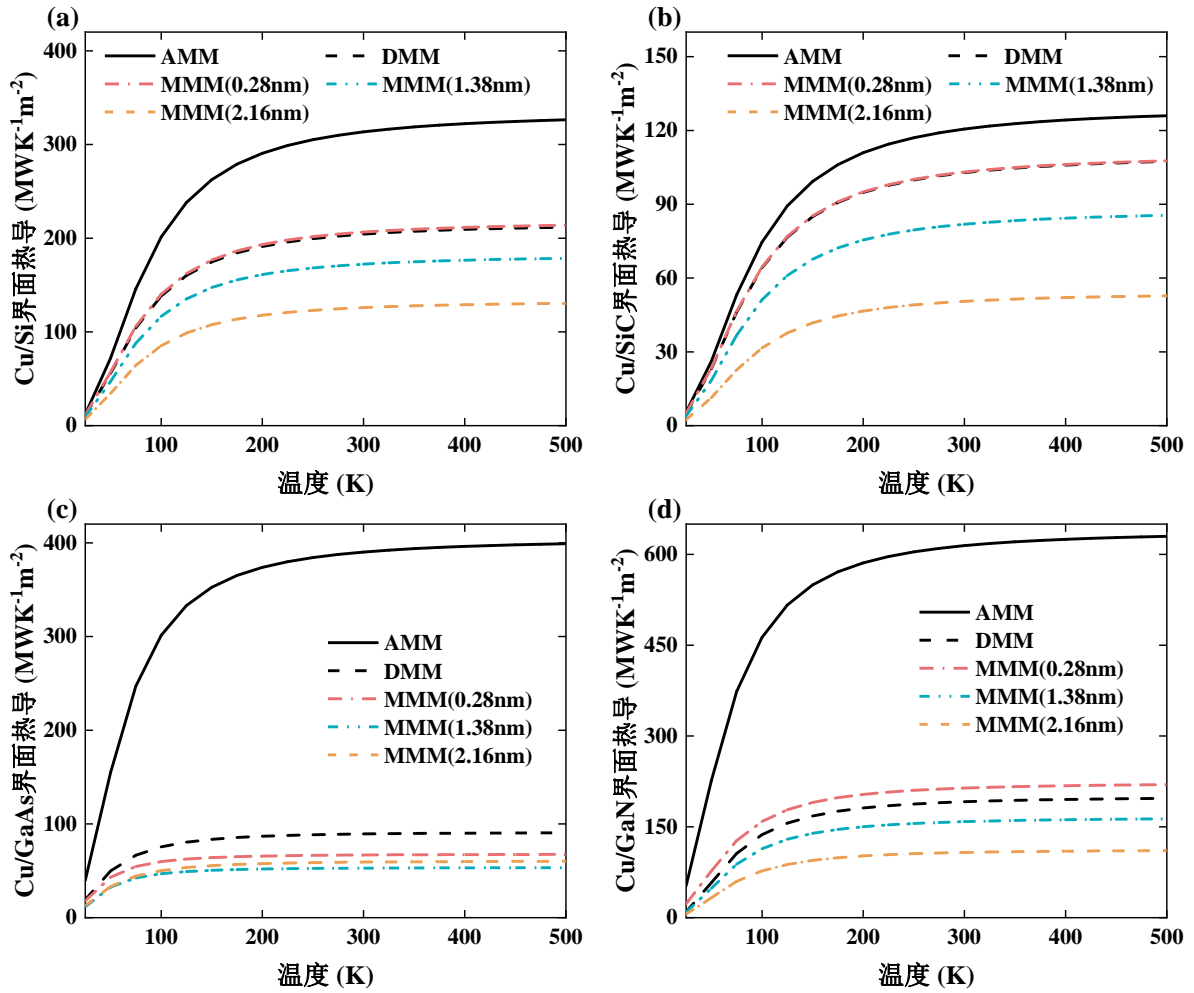 (a)
400
300
200
100
0
Cu/Si界面热导 (MWK-1m-2)
AMM
DMM
MMM(0.28nm)
MMM(1.38nm)
MMM(2.16nm)
100 200 300 400 500
温度 (K)
(b)
150
120
90
60
30
0
Cu/SiC界面热导 (MWK-1m-2)
AMM
DMM
MMM(0.28nm)
MMM(1.38nm)
MMM(2.16nm)
100 200 300 400 500
温度 (K)
(c)
400
300
200
100
0
Cu/GaAs界面热导 (MWK-1m-2)
AMM
DMM
MMM(0.28nm)
MMM(1.38nm)
MMM(2.16nm)
100 200 300 400 500
温度 (K)
(d)
600
450
300
150
0
Cu/GaN界面热导 (MWK-1m-2)
AMM
DMM
MMM(0.28nm)
MMM(1.38nm)
MMM(2.16nm)
100 200 300 400 500
温度 (K)